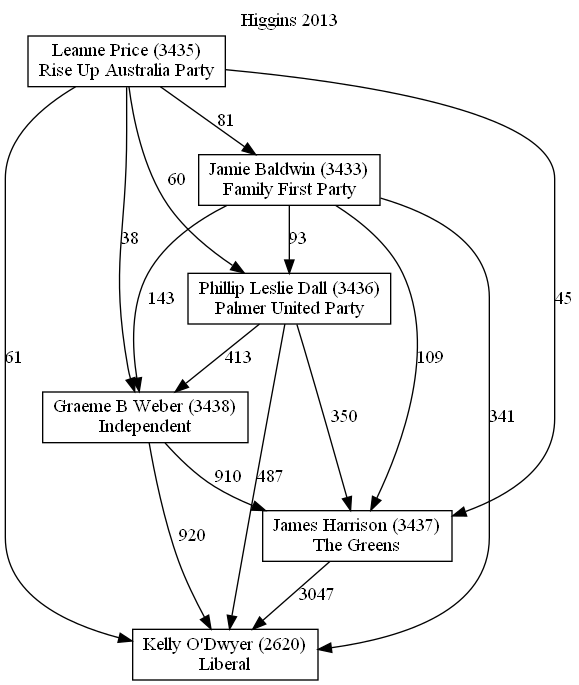 Higgins 2013
Leanne Price (3435)
Rise Up Australia Party
81
Jamie Baldwin (3433)
Family First Party
60
38
93
Phillip Leslie Dall (3436)
Palmer United Party
143
45
61
413
109
Graeme B Weber (3438)
Independent
350
341
910
487
James Harrison (3437)
The Greens
920
3047
Kelly O'Dwyer (2620)
Liberal